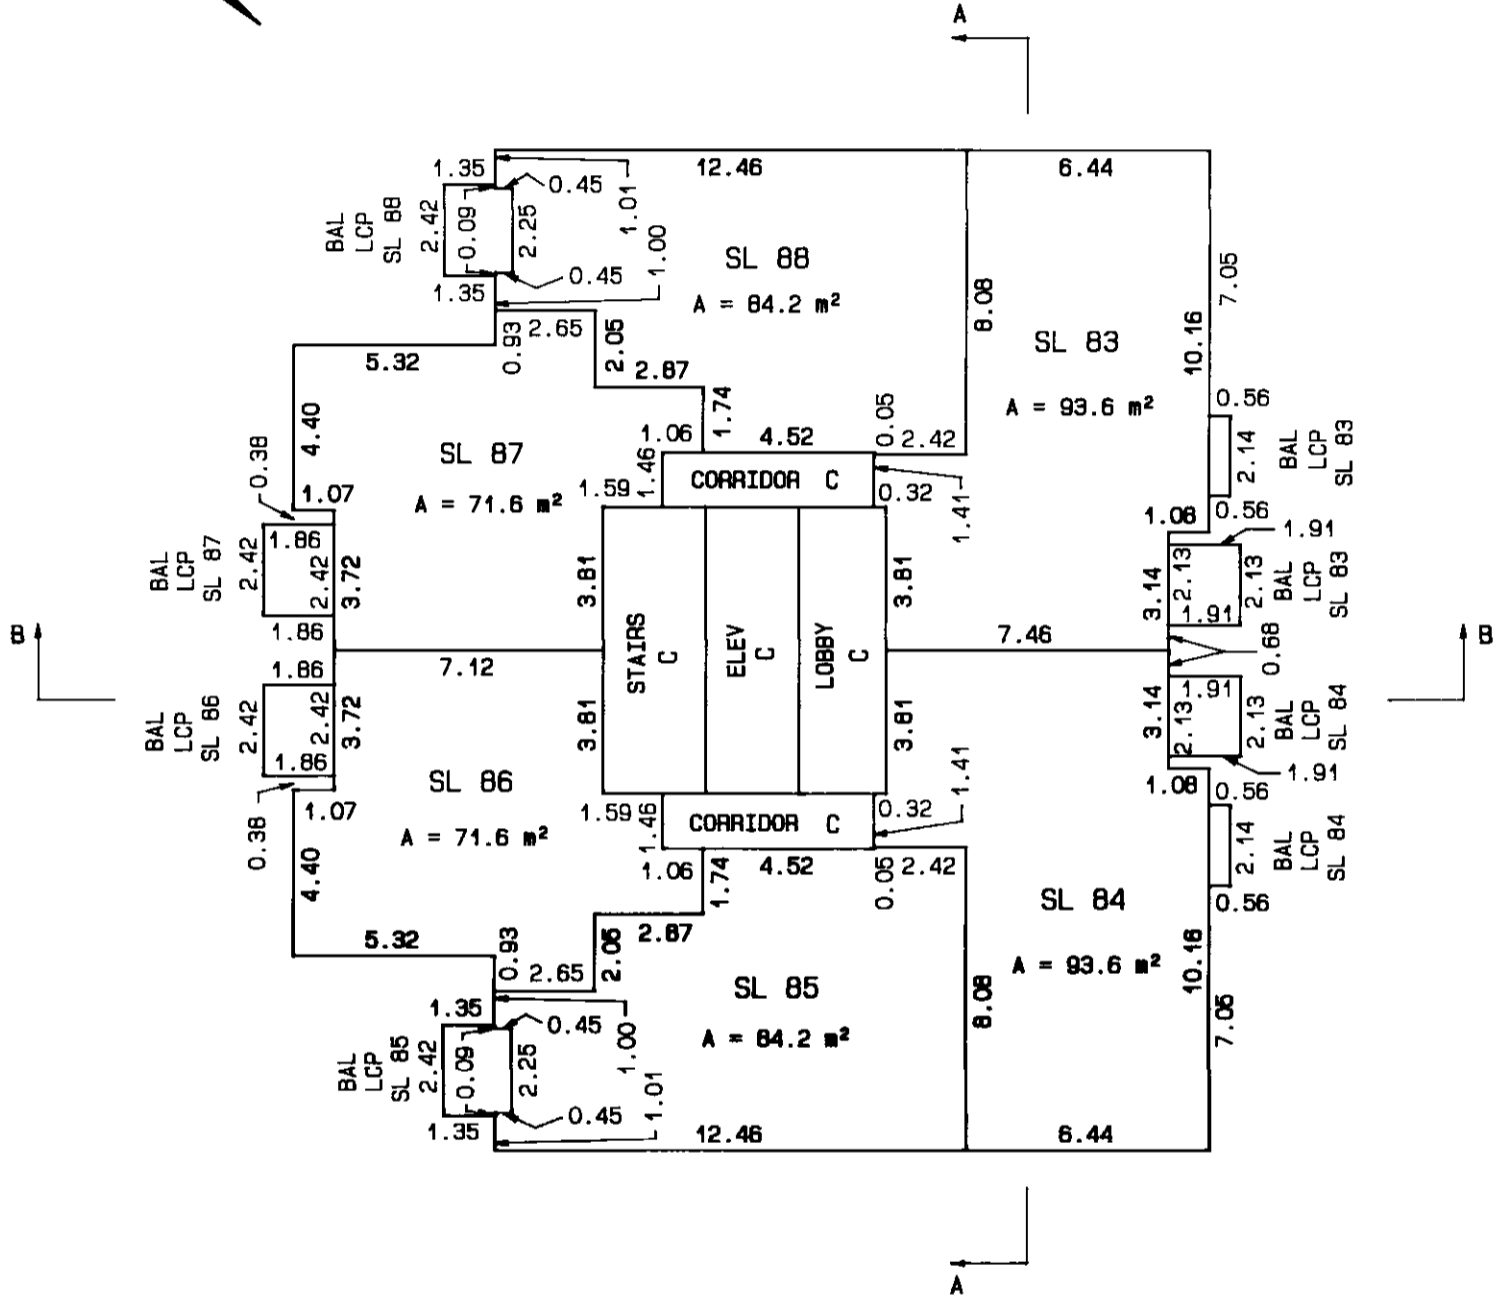 A
12.46
6.44
1.35
0.45
1.01
BAL
LCP
SL 88
2.42
0.09
2.25
1.00
0.45
1.35
SL 88
A = 84.2 m²
8.08
7.05
10.16
SL 83
A = 93.6 m²
5.32
0.93
2.65
2.05
2.87
1.74
4.40
0.38
1.07
SL 87
A = 71.6 m²
1.06
4.52
0.05
2.42
1.46
1.59
CORRIDOR C
0.32
1.41
0.56
2.14
BAL
LCP
SL 83
0.56
1.08
1.91
BAL
LCP
SL 87
2.42
1.86
2.42
3.72
1.86
3.81
3.81
3.14
2.13
1.91
2.13
BAL
LCP
SL 83
B
7.12
STAIRS
C
ELEV
C
LOBBY
C
7.46
0.68
B
1.86
BAL
LCP
SL 86
2.42
2.42
3.72
1.86
3.81
3.81
3.14
1.91
2.13
2.13
BAL
LCP
SL 84
1.91
1.08
0.38
1.07
SL 86
A = 71.6 m²
1.59
1.46
CORRIDOR C
0.32
1.41
1.06
1.74
4.52
0.05
2.42
0.56
2.14
BAL
LCP
SL 84
0.56
4.40
5.32
0.93
2.65
2.05
2.87
SL 84
A = 93.6 m²
10.16
7.05
8.08
SL 85
A = 84.2 m²
1.35
0.45
1.00
BAL
LCP
SL 85
2.42
0.09
2.25
1.01
0.45
1.35
12.46
6.44
A